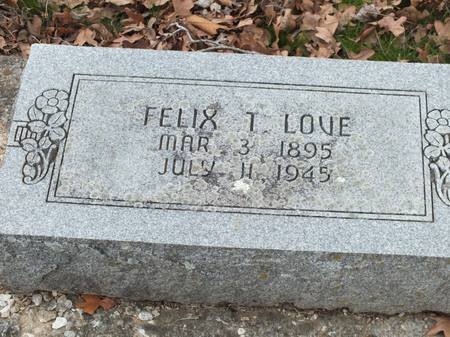 FELIX T. LOVE
MAR. 3, 1895
JULY 11, 1945